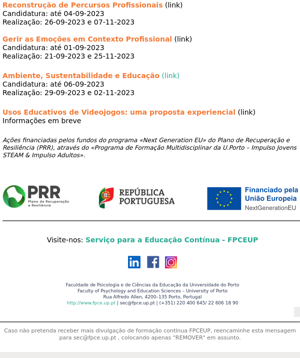 Reconstrução de Percursos Profissionais (link)
Candidatura: até 04-09-2023
Realização: 26-09-2023 e 07-11-2023
Gerir as Emoções em Contexto Profissional (link)
Candidatura: até 01-09-2023
Realização: 21-09-2023 e 25-11-2023
Ambiente, Sustentabilidade e Educação (link)
Candidatura: até 06-09-2023
Realização: 29-09-2023 e 02-11-2023
Usos Educativos de Videojogos: uma proposta experiencial (link)
Informações em breve
Ações financiadas pelos fundos do programa «Next Generation EU» do Plano de Recuperação e
Resiliência (PRR), através do «Programa de Formação Multidisciplinar da U.Porto – Impulso Jovens
STEAM & Impulso Adultos».
PRR
Plano de Recuperação
e Resiliência
REPÚBLICA
PORTUGUESA
Financiado pela
União Europeia
NextGenerationEU
Visite-nos: Serviço para a Educação Contínua - FPCEUP
Faculdade de Psicologia e de Ciências da Educação da Universidade do Porto
Faculty of Psychology and Education Sciences – University of Porto
Rua Alfredo Allen, 4200–135 Porto, Portugal
http://www.fpce.up.pt | sec@fpce.up.pt | (+351) 220 400 645/ 22 606 18 90
Caso não pretenda receber mais divulgação de formação contínua FPCEUP, reencaminhe esta mensagem
para sec@fpce.up.pt , colocando apenas "REMOVER" em assunto.